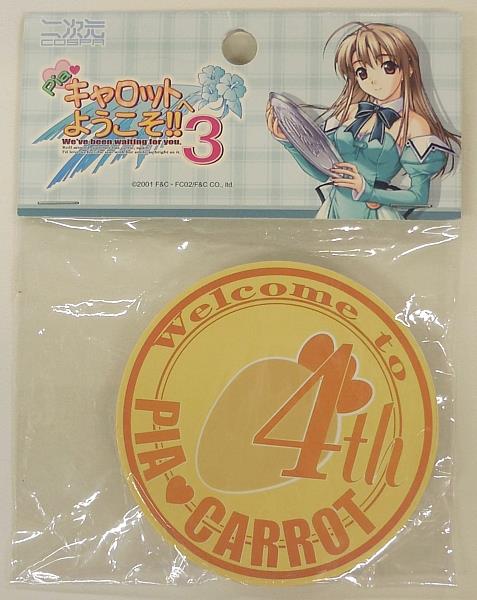 二次元
COSPA
Pia♥
キャロットへ
ようこそ!!
3
We've been waiting for you.
©2001 F&C・FC02/F&C CO., ltd.
Welcome to
4th
PIA♥CARROT